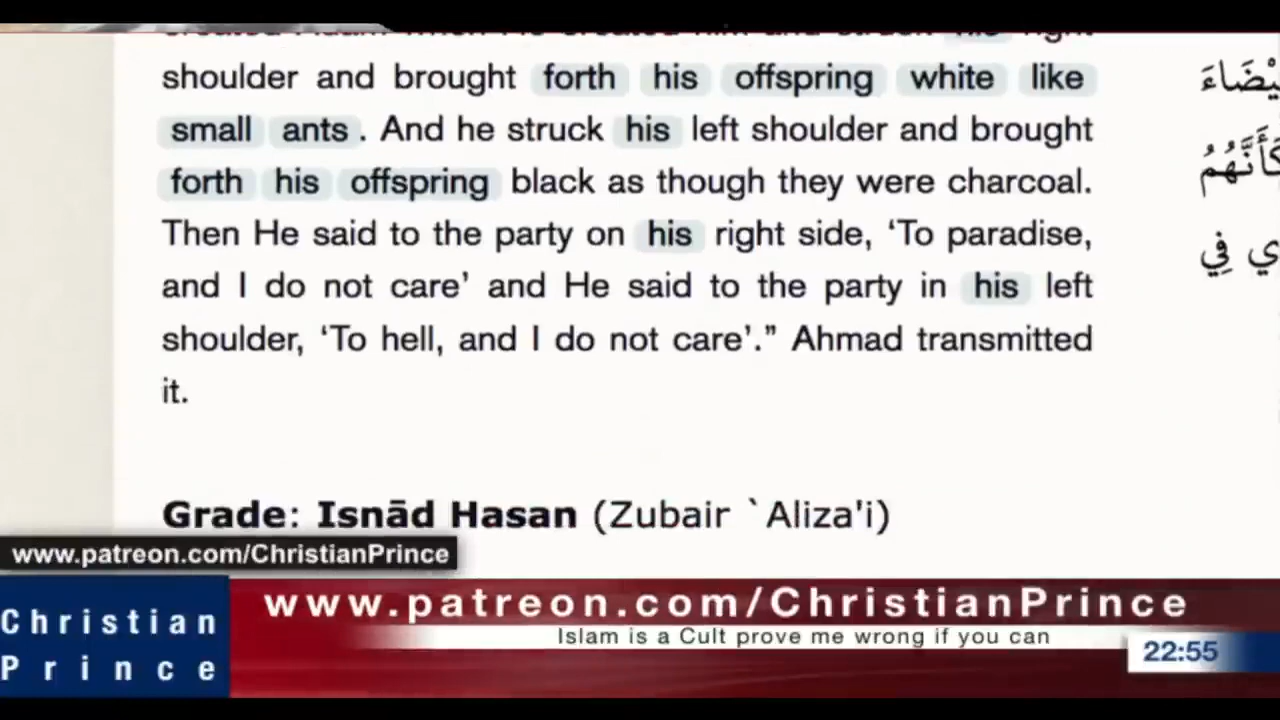 shoulder and brought forth his offspring white like
small ants. And he struck his left shoulder and brought
forth his offspring black as though they were charcoal.
Then He said to the party on his right side, ‘To paradise,
and I do not care’ and He said to the party in his left
shoulder, ‘To hell, and I do not care’.” Ahmad transmitted
it.
كَأَنَّهُمُ
فِي
Grade: Isnād Hasan (Zubair `Aliza'i)
www.patreon.com/ChristianPrince
Christian
Prince
www.patreon.com/ChristianPrince
Islam is a Cult prove me wrong if you can
22:55